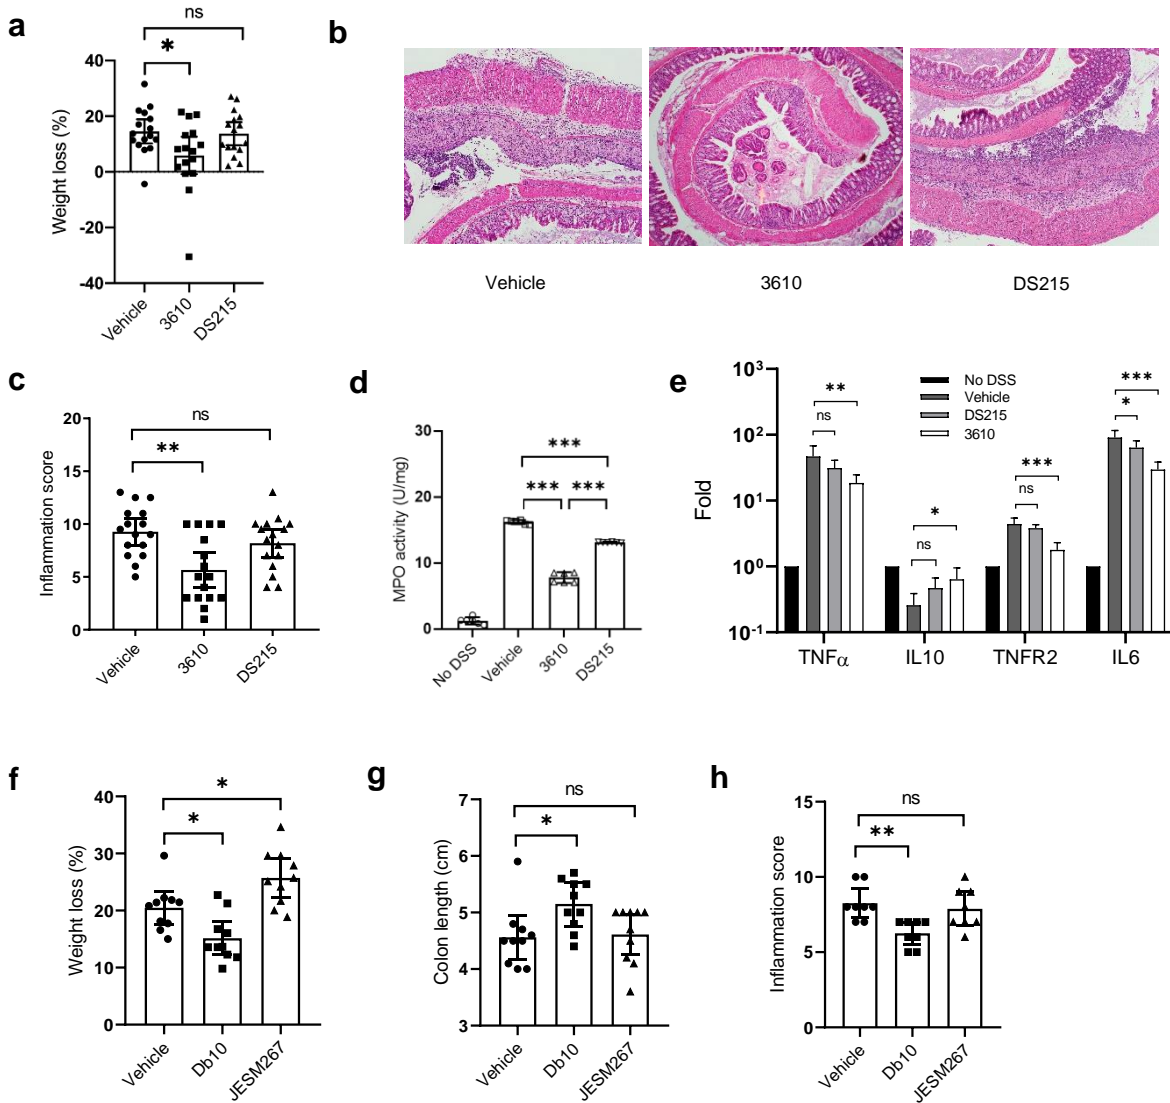 a
ns
*
Weight loss (%)
40
20
0
-20
-40
Vehicle
3610
DS215
b
Vehicle
3610
DS215
c
ns
**
Inflammation score
20
15
10
5
0
Vehicle
3610
DS215
d
***
*** ***
MPO activity (U/mg)
30
20
10
0
No DSS
Vehicle
3610
DS215
e
No DSS
Vehicle
DS215
3610
Fold
10³
10²
10¹
10⁰
10⁻¹
**
ns
*
ns
***
ns
***
*
TNFα
IL10
TNFR2
IL6
f
*
*
Weight loss (%)
40
30
20
10
0
Vehicle
Db10
JESM267
g
ns
*
Colon length (cm)
7
6
5
4
3
Vehicle
Db10
JESM267
h
ns
**
Inflammation score
15
10
5
0
Vehicle
Db10
JESM267